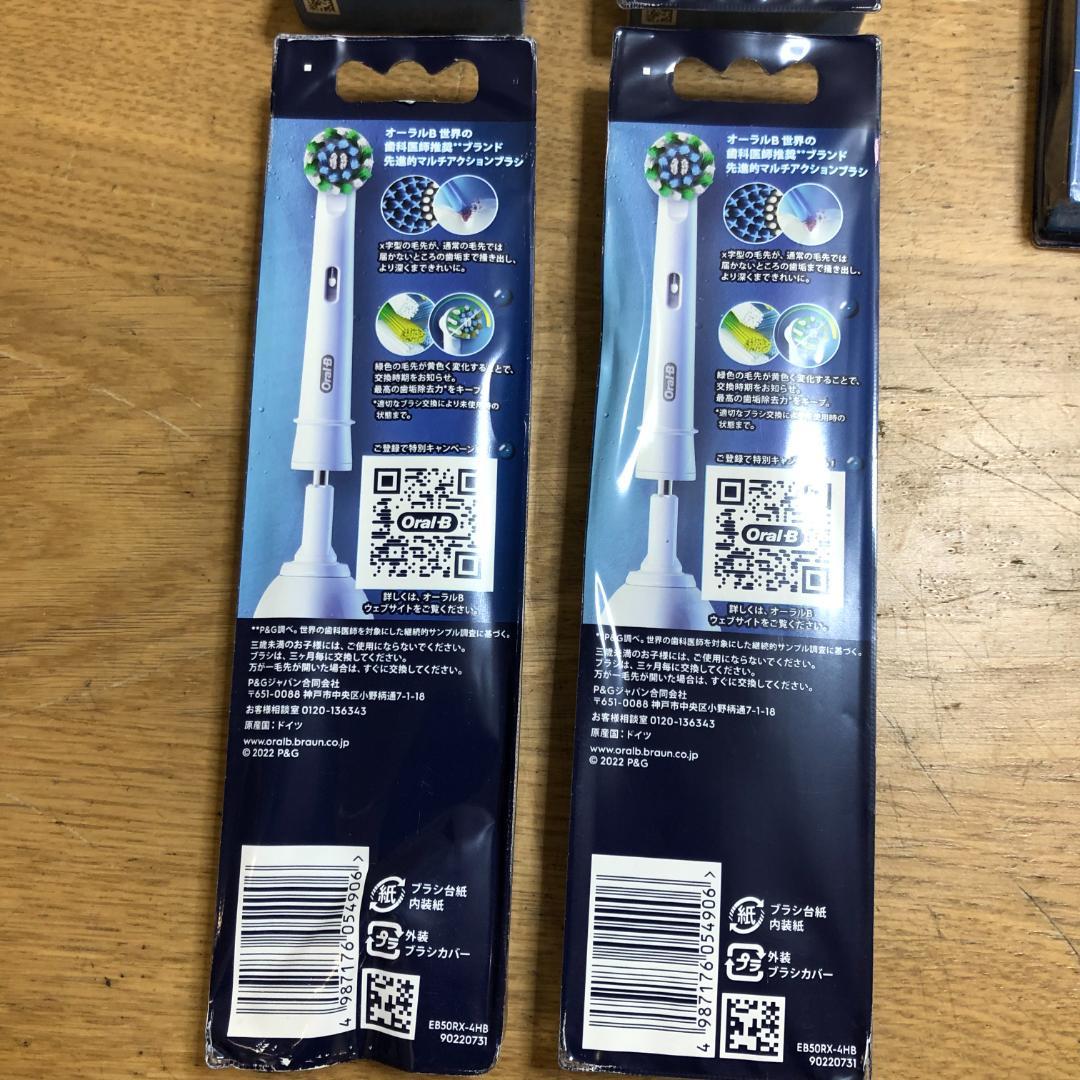 オーラルB 世界の
歯科医師推奨**ブランド
先進的マルチアクションブラシ
x字型の毛先が、通常の毛先では
届かないところの歯垢まで掻き出し、
より深くまできれいに。
緑色の毛先が黄色く変化することで、
交換時期をお知らせ。
最高の歯垢除去力*をキープ。
*適切なブラシ交換により未使用時の
状態まで。
Oral-B
ご登録で特別キャンペーン
Oral-B
詳しくは、オーラルB
ウェブサイトをご覧ください。
**P&G調べ。世界の歯科医師を対象にした継続的サンプル調査に基づく。
三歳未満のお子様には、ご使用にならないでください。
ブラシは、三ヶ月毎に交換してください。
万が一毛先が開いた場合は、すぐに交換してください。
P&Gジャパン合同会社
〒651-0088 神戸市中央区小野柄通7-1-18
お客様相談室 0120-136343
原産国：ドイツ
www.oralb.braun.co.jp
© 2022 P&G
4 987176 054906 >
紙
ブラシ台紙
内装紙
プラ
外装
ブラシカバー
EB50RX-4HB
90220731
オーラルB 世界の
歯科医師推奨**ブランド
先進的マルチアクションブラシ
x字型の毛先が、通常の毛先では
届かないところの歯垢まで掻き出し、
より深くまできれいに。
緑色の毛先が黄色く変化することで、
交換時期をお知らせ。
最高の歯垢除去力*をキープ。
*適切なブラシ交換により未使用時の
状態まで。
Oral-B
ご登録で特別キャン
Oral-B
詳しくは、オーラルB
ウェブサイトをご覧ください。
**P&G調べ。世界の歯科医師を対象にした継続的サンプル調査に基づく。
三歳未満のお子様には、ご使用にならないでください。
ブラシは、三ヶ月毎に交換してください。
万が一毛先が開いた場合は、すぐに交換してください。
P&Gジャパン合同会社
〒651-0088 神戸市中央区小野柄通7-1-18
お客様相談室 0120-136343
原産国：ドイツ
www.oralb.braun.co.jp
© 2022 P&G
4 987176 054906 >
紙
ブラシ台紙
内装紙
プラ
外装
ブラシカバー
EB50RX-4HB
90220731